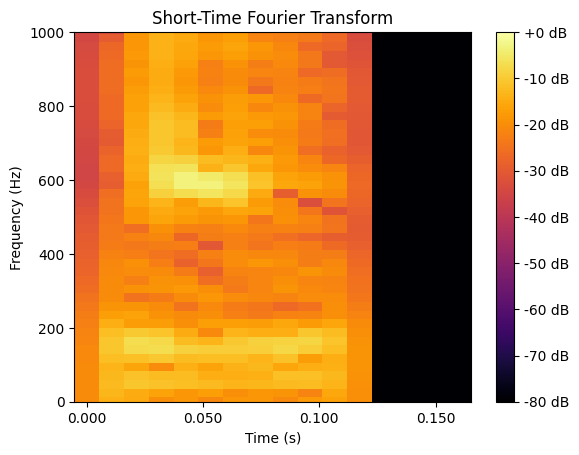 Short-Time Fourier Transform
1000
800
600
400
200
0
Frequency (Hz)
0.000
0.050
0.100
0.150
Time (s)
+0 dB
-10 dB
-20 dB
-30 dB
-40 dB
-50 dB
-60 dB
-70 dB
-80 dB